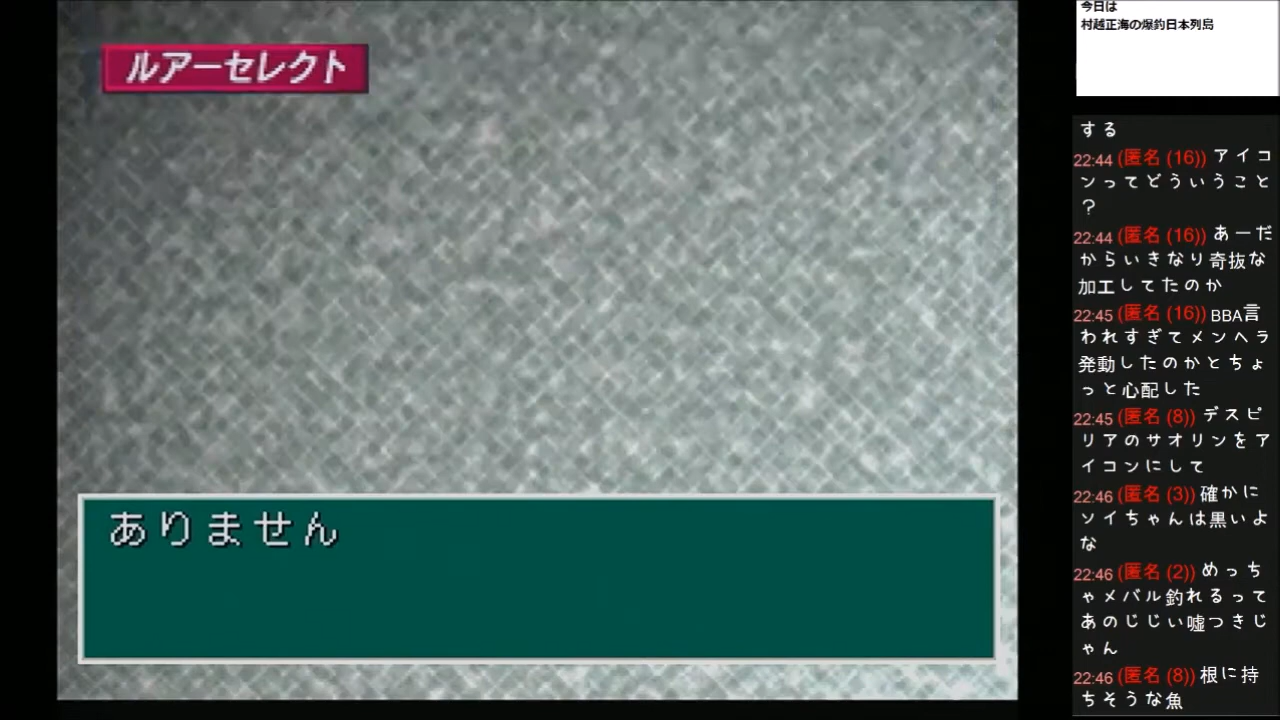 ルアーセレクト
ありません
今日は
村越正海の爆釣日本列島
する
22:44 (匿名 (16)) アイコ
ンってどういうこと
？
22:44 (匿名 (16)) あーだ
からいきなり奇抜な
加工してたのか
22:45 (匿名 (16)) BBA言
われすぎてメンヘラ
発動したのかとちょ
っと心配した
22:45 (匿名 (8)) デスピ
リアのサオリンをア
イコンにして
22:46 (匿名 (3)) 確かに
ソイちゃんは黒いよ
な
22:46 (匿名 (2)) めっち
ゃメバル釣れるって
あのじじい嘘つきじ
ゃん
22:46 (匿名 (8)) 根に持
ちそうな魚